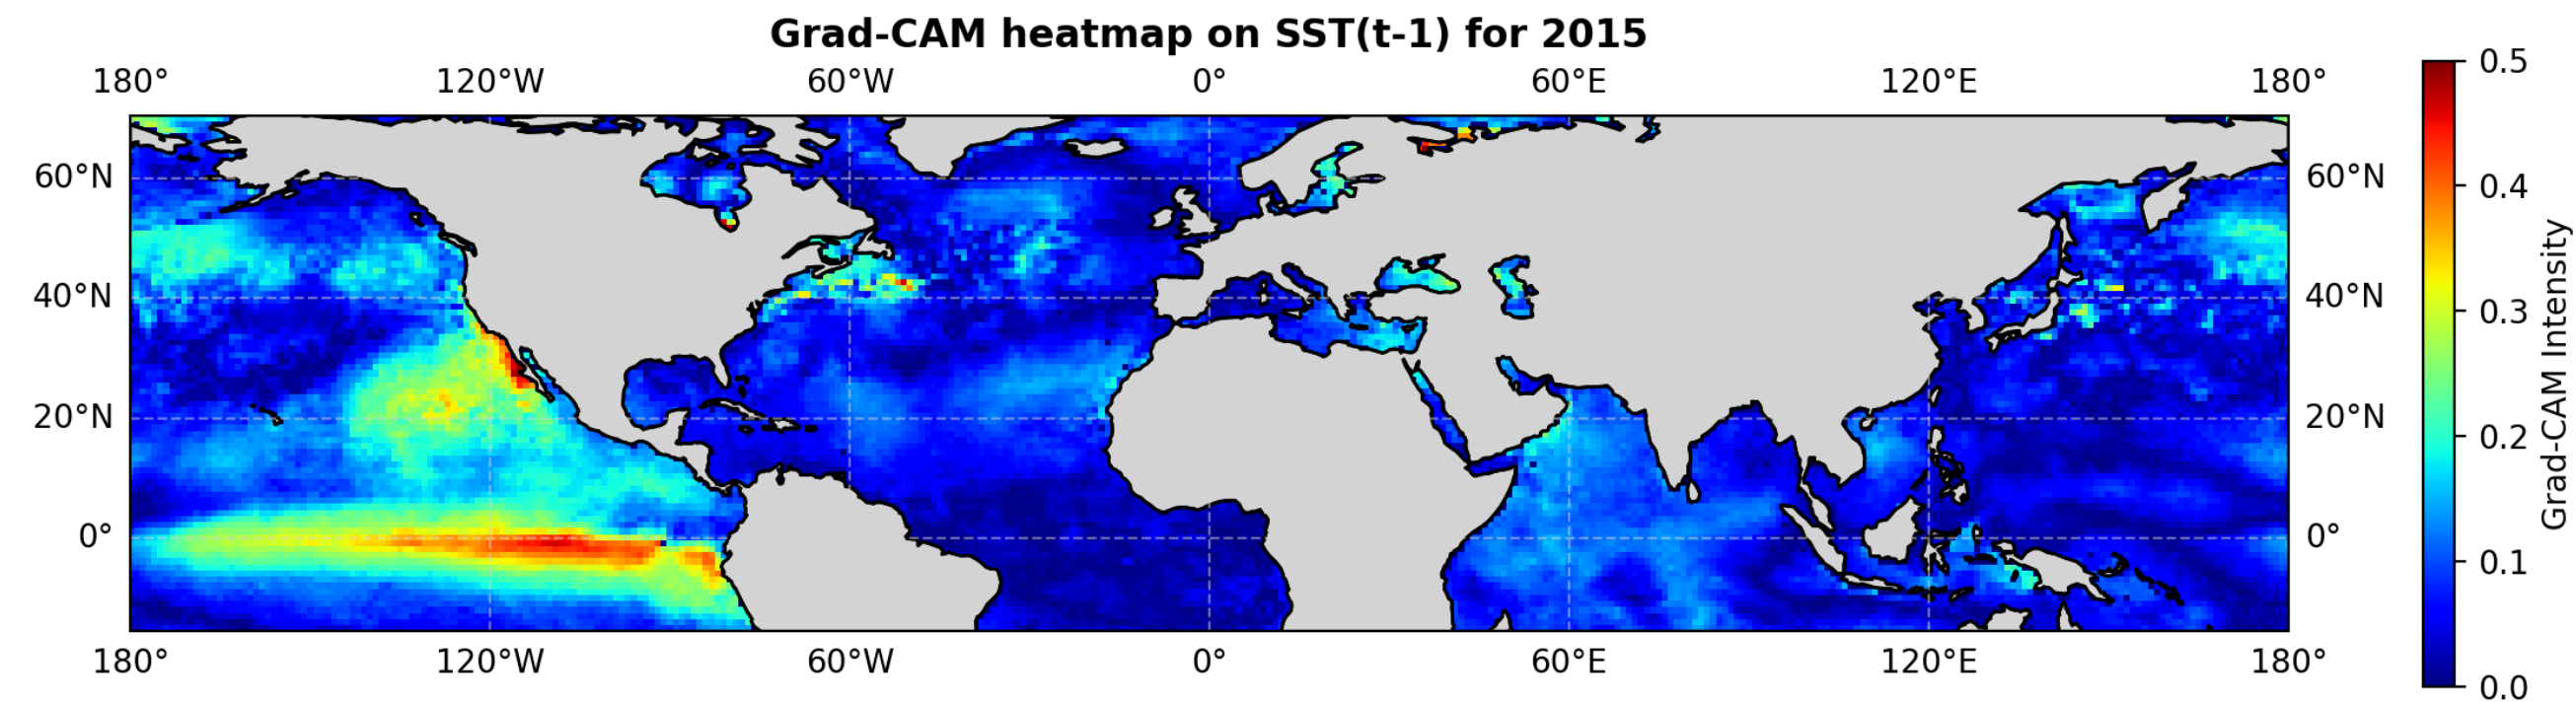 Grad-CAM heatmap on SST(t-1) for 2015
180° 120°W 60°W 0° 60°E 120°E 180°
60°N 60°N
40°N 40°N
20°N 20°N
0° 0°
180° 120°W 60°W 0° 60°E 120°E 180°
0.5
0.4
0.3
0.2
0.1
0.0
Grad-CAM Intensity